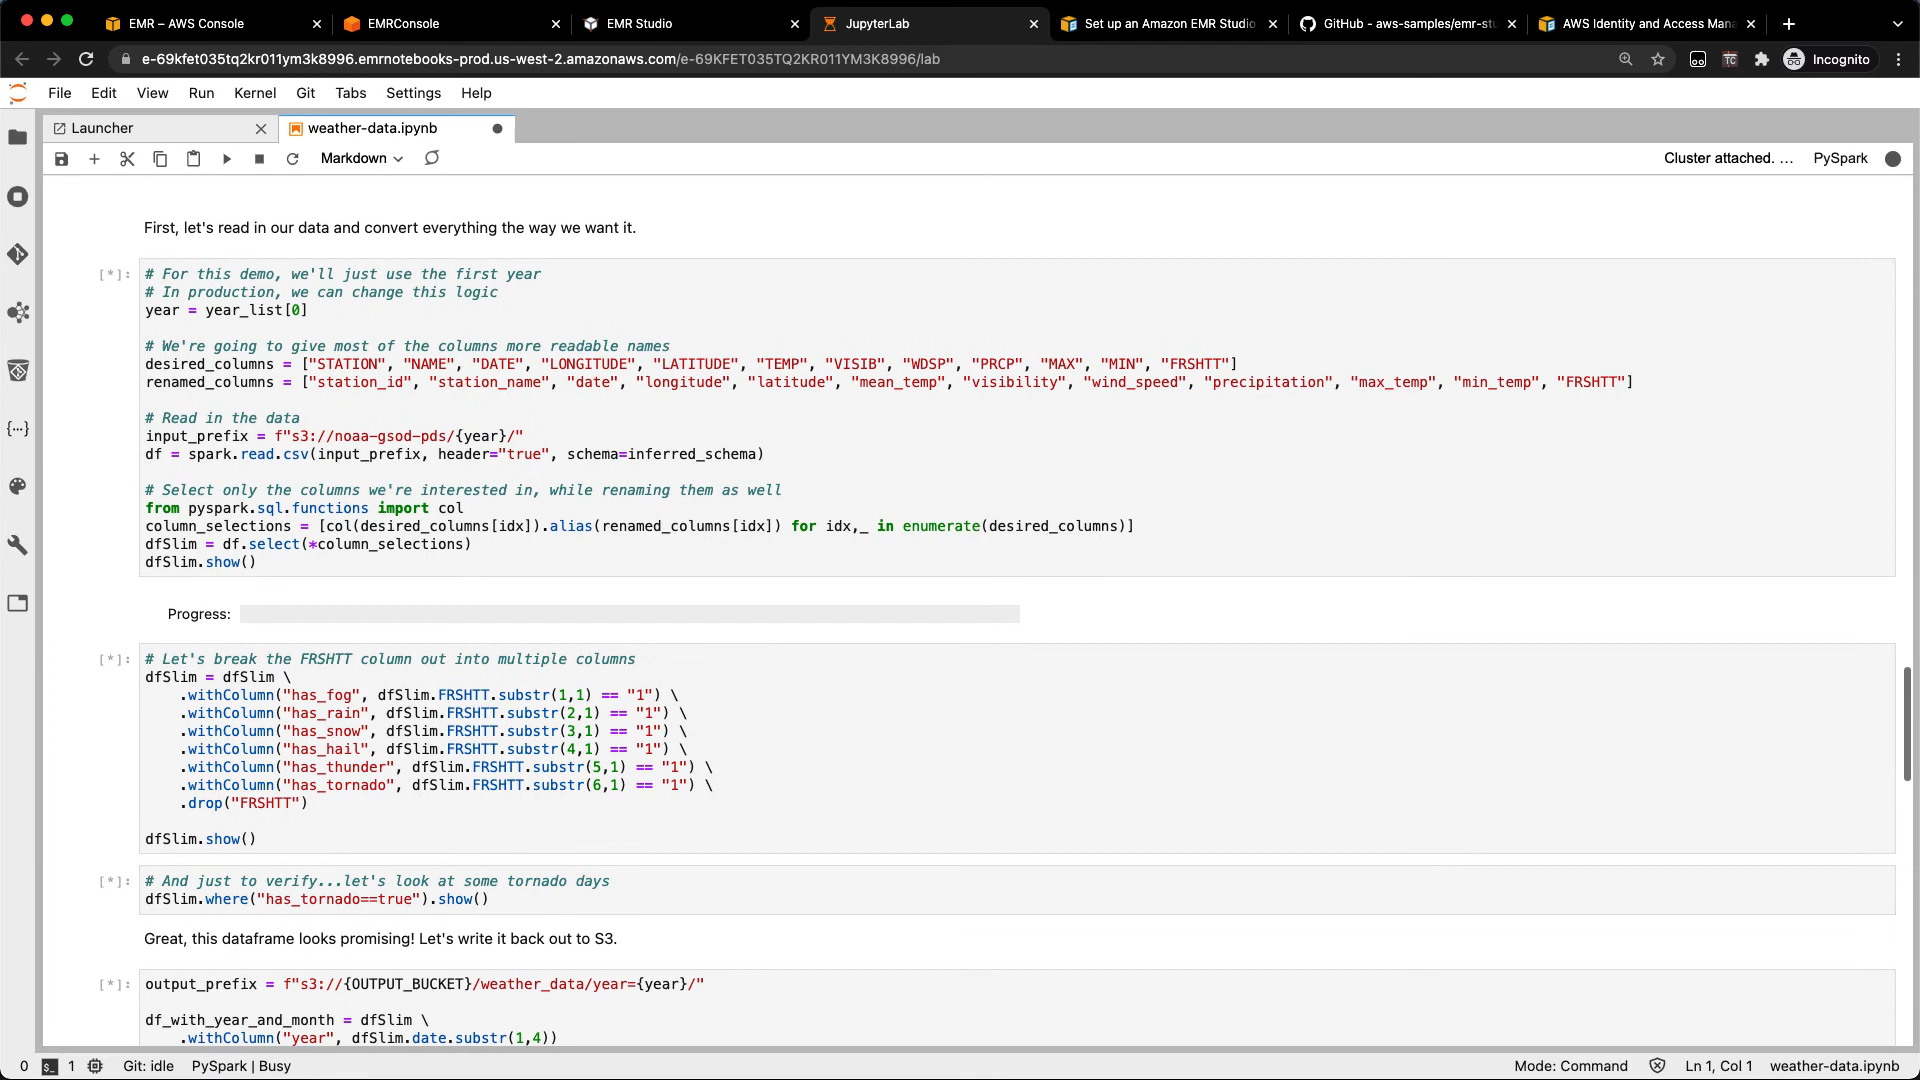 EMR – AWS Console
EMRConsole
EMR Studio
JupyterLab
Set up an Amazon EMR Studio
GitHub - aws-samples/emr-stu
AWS Identity and Access Mana
e-69kfet035tq2kr011ym3k8996.emrnotebooks-prod.us-west-2.amazonaws.com/e-69KFET035TQ2KR011YM3K8996/lab
TC
Incognito
File Edit View Run Kernel Git Tabs Settings Help
Launcher
weather-data.ipynb
Markdown
Cluster attached. ...
PySpark
First, let's read in our data and convert everything the way we want it.
[*]:
# For this demo, we'll just use the first year
# In production, we can change this logic
year = year_list[0]
# We're going to give most of the columns more readable names
desired_columns = ["STATION", "NAME", "DATE", "LONGITUDE", "LATITUDE", "TEMP", "VISIB", "WDSP", "PRCP", "MAX", "MIN", "FRSHTT"]
renamed_columns = ["station_id", "station_name", "date", "longitude", "latitude", "mean_temp", "visibility", "wind_speed", "precipitation", "max_temp", "min_temp", "FRSHTT"]
# Read in the data
input_prefix = f"s3://noaa-gsod-pds/{year}/"
df = spark.read.csv(input_prefix, header="true", schema=inferred_schema)
# Select only the columns we're interested in, while renaming them as well
from pyspark.sql.functions import col
column_selections = [col(desired_columns[idx]).alias(renamed_columns[idx]) for idx,_ in enumerate(desired_columns)]
dfSlim = df.select(*column_selections)
dfSlim.show()
Progress:
[*]:
# Let's break the FRSHTT column out into multiple columns
dfSlim = dfSlim \
.withColumn("has_fog", dfSlim.FRSHTT.substr(1,1) == "1") \
.withColumn("has_rain", dfSlim.FRSHTT.substr(2,1) == "1") \
.withColumn("has_snow", dfSlim.FRSHTT.substr(3,1) == "1") \
.withColumn("has_hail", dfSlim.FRSHTT.substr(4,1) == "1") \
.withColumn("has_thunder", dfSlim.FRSHTT.substr(5,1) == "1") \
.withColumn("has_tornado", dfSlim.FRSHTT.substr(6,1) == "1") \
.drop("FRSHTT")
dfSlim.show()
[*]:
# And just to verify...let's look at some tornado days
dfSlim.where("has_tornado==true").show()
Great, this dataframe looks promising! Let's write it back out to S3.
[*]:
output_prefix = f"s3://{OUTPUT_BUCKET}/weather_data/year={year}/"
df_with_year_and_month = dfSlim \
.withColumn("year", dfSlim.date.substr(1,4))
0 1 Git: idle PySpark | Busy
Mode: Command Ln 1, Col 1 weather-data.ipynb